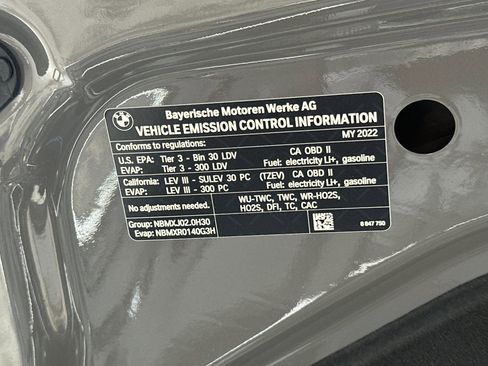 BMW
Bayerische Motoren Werke AG
VEHICLE EMISSION CONTROL INFORMATION
Conforms to regulations: MY 2022
U.S. EPA: Tier 3 - Bin 30 LDV CA OBD II
EVAP: Tier 3 - 300 LDV Fuel: electricity Li+, gasoline
California: LEV III - SULEV 30 PC (TZEV) CA OBD II
EVAP: LEV III - 300 PC Fuel: electricity Li+, gasoline
No adjustments needed.
WU-TWC, TWC, WR-HO2S,
HO2S, DFI, TC, CAC
Group: NBMXJ02.0H30
Evap: NBMXR0140G3H
8 847 750